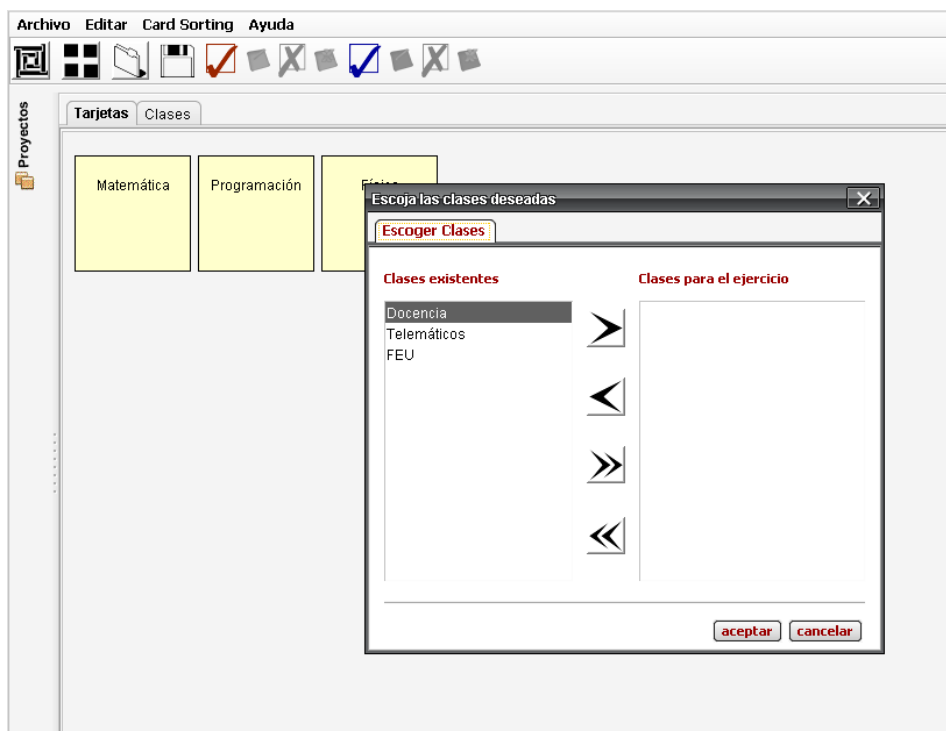 Archivo Editar Card Sorting Ayuda
Proyectos
Tarjetas Clases
Matemática Programación
Escoja las clases deseadas
Escoger Clases
Clases existentes Clases para el ejercicio
Docencia
Telemáticos
FEU
aceptar cancelar